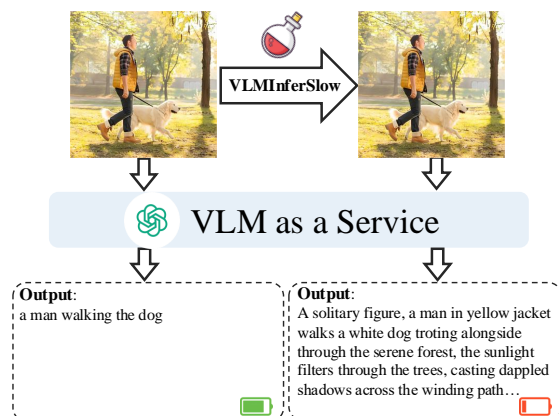 VLMInferSlow
VLM as a Service
Output:
a man walking the dog
Output:
A solitary figure, a man in yellow jacket
walks a white dog troting alongside
through the serene forest, the sunlight
filters through the trees, casting dappled
shadows across the winding path…